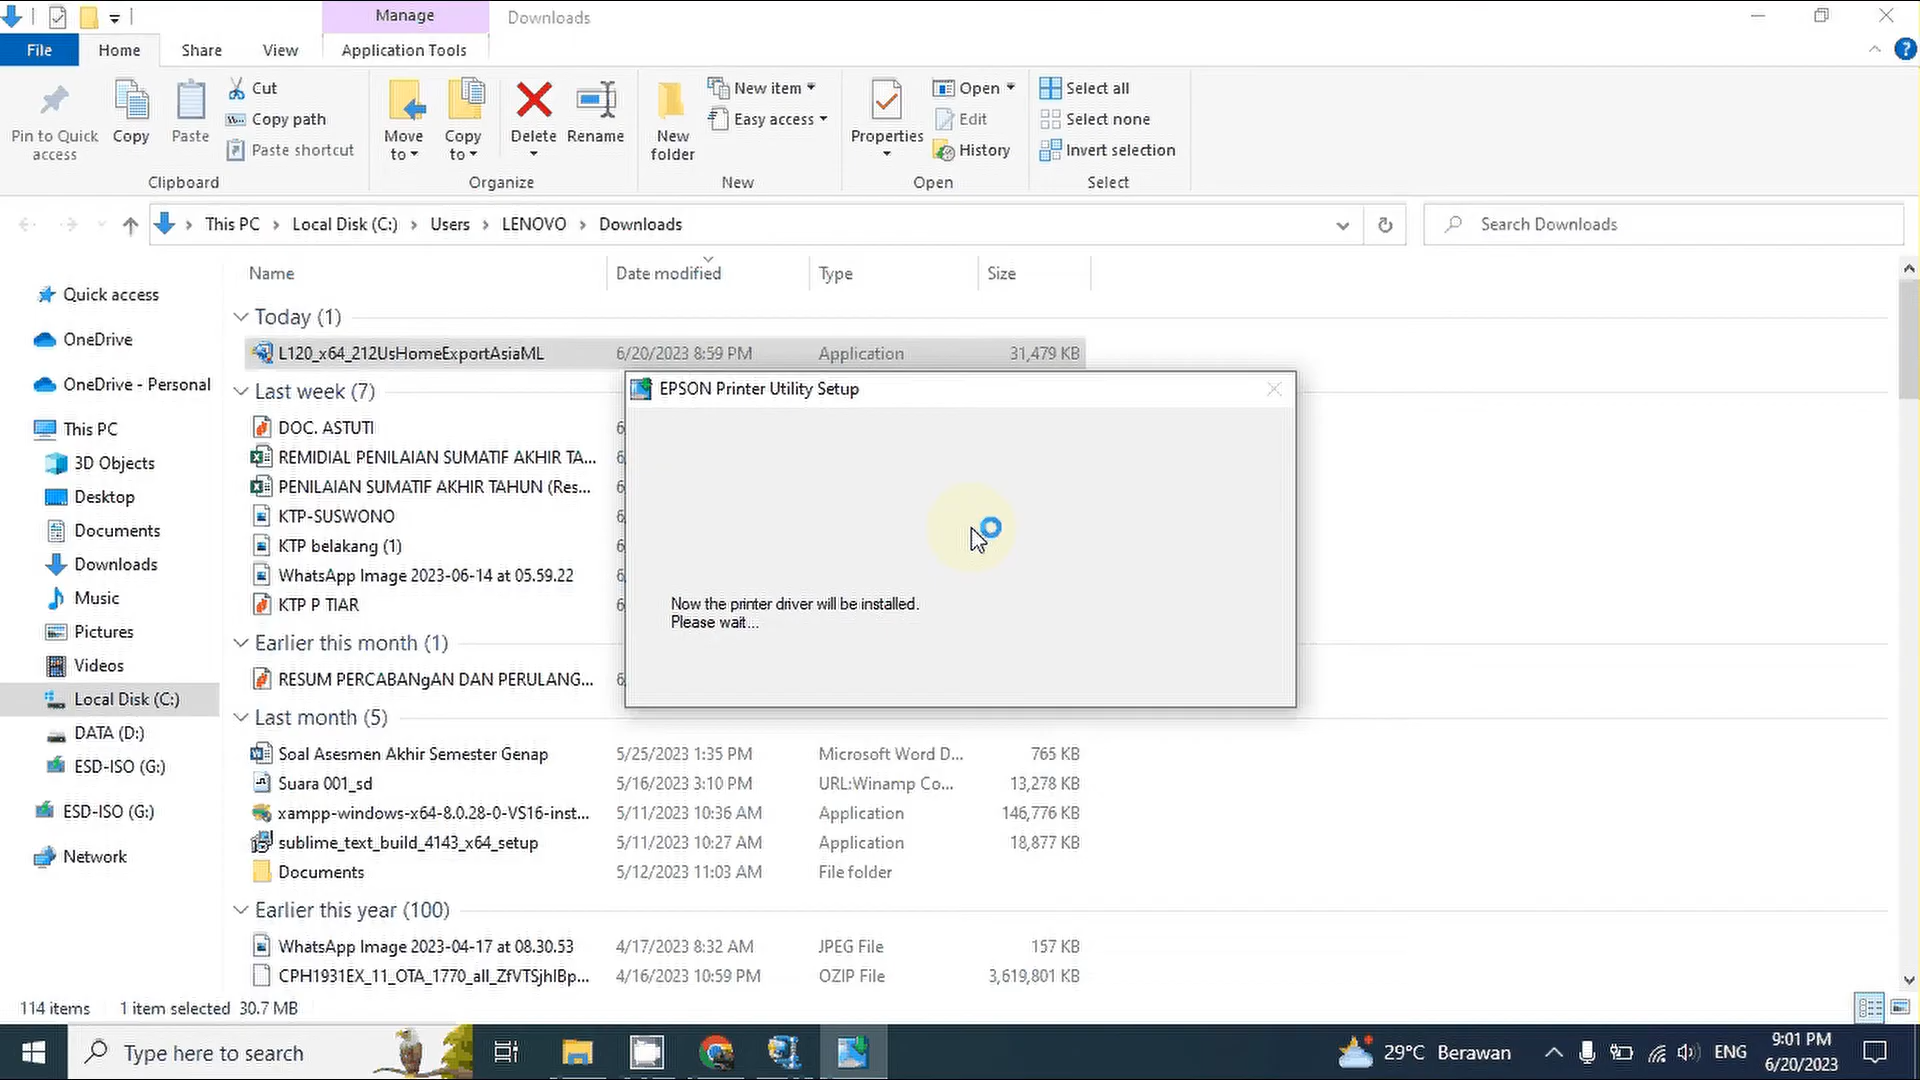 Manage
Downloads
File
Home
Share
View
Application Tools
Pin to Quick access
Copy
Paste
Cut
Copy path
Paste shortcut
Move to
Copy to
Delete
Rename
New folder
New item
Easy access
Properties
Open
Edit
History
Select all
Select none
Invert selection
Clipboard
Organize
New
Open
Select
This PC
Local Disk (C:)
Users
LENOVO
Downloads
Search Downloads
Name
Date modified
Type
Size
Quick access
OneDrive
OneDrive - Personal
This PC
3D Objects
Desktop
Documents
Downloads
Music
Pictures
Videos
Local Disk (C:)
DATA (D:)
ESD-ISO (G:)
ESD-ISO (G:)
Network
Today (1)
L120_x64_212UsHomeExportAsiaML 6/20/2023 8:59 PM Application 31,479 KB
Last week (7)
DOC. ASTUTI 6
REMIDIAL PENILAIAN SUMATIF AKHIR TA... 6
PENILAIAN SUMATIF AKHIR TAHUN (Res... 6
KTP-SUSWONO 6
KTP belakang (1) 6
WhatsApp Image 2023-06-14 at 05.59.22 6
KTP P TIAR 6
Earlier this month (1)
RESUM PERCABANgAN DAN PERULANG... 6
Last month (5)
Soal Asesmen Akhir Semester Genap 5/25/2023 1:35 PM Microsoft Word D... 765 KB
Suara 001_sd 5/16/2023 3:10 PM URL:Winamp Co... 13,278 KB
xampp-windows-x64-8.0.28-0-VS16-inst... 5/11/2023 10:36 AM Application 146,776 KB
sublime_text_build_4143_x64_setup 5/11/2023 10:27 AM Application 18,877 KB
Documents 5/12/2023 11:03 AM File folder
Earlier this year (100)
WhatsApp Image 2023-04-17 at 08.30.53 4/17/2023 8:32 AM JPEG File 157 KB
CPH1931EX_11_OTA_1770_all_ZfVTSjhlBp... 4/16/2023 10:59 PM OZIP File 3,619,801 KB
EPSON Printer Utility Setup
Now the printer driver will be installed.
Please wait...
114 items 1 item selected 30.7 MB
Type here to search
29°C Berawan
ENG
9:01 PM
6/20/2023